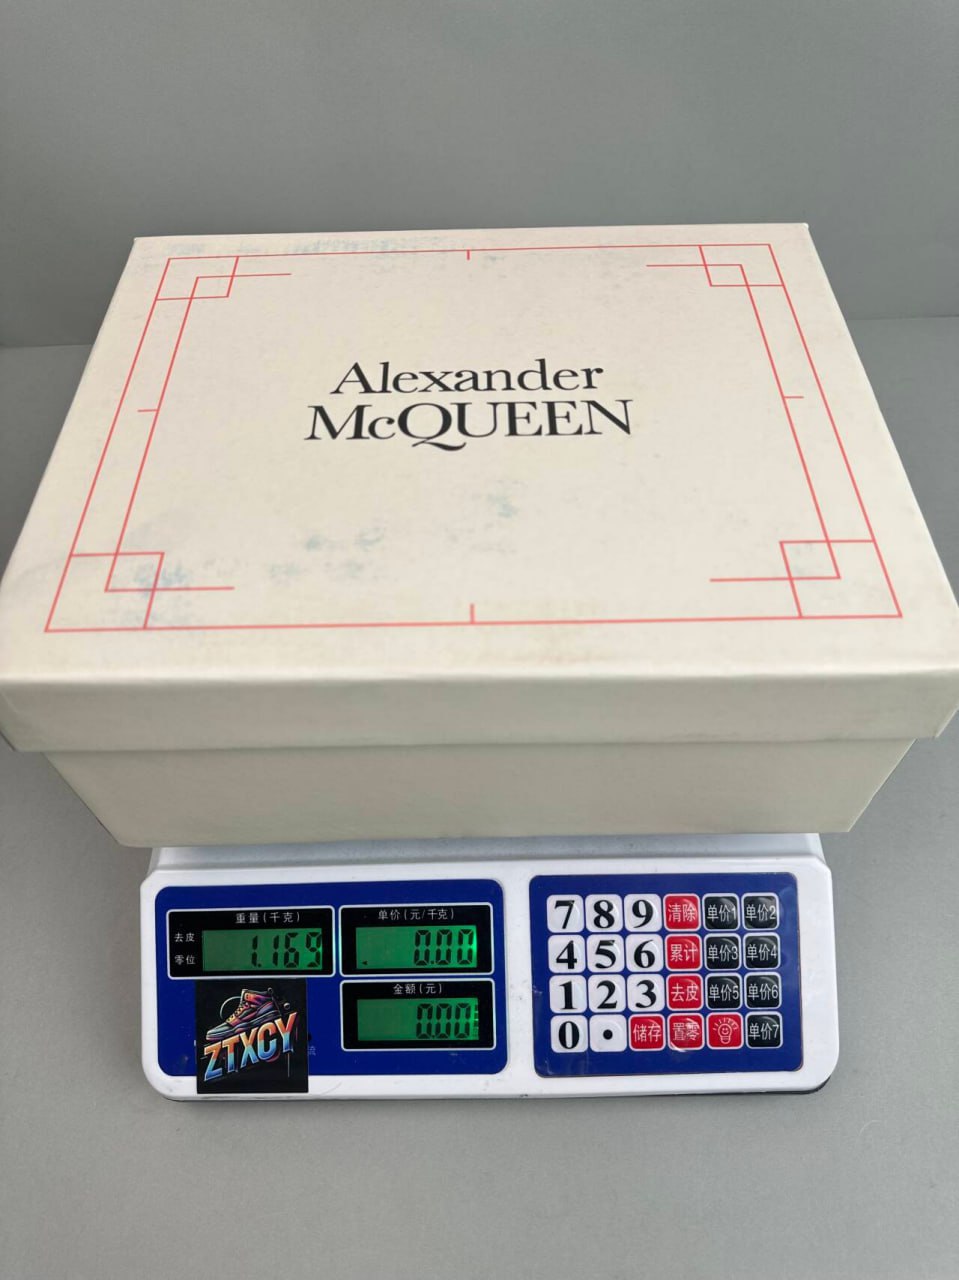 Alexander
McQUEEN
重量(千克)
去皮
零位
1.169
单价(元/千克)
0.00
金额(元)
0.00
ZTXCY
流
7 8 9 清除 单价1 单价2
4 5 6 累计 单价3 单价4
1 2 3 去皮 单价5 单价6
0 . 储存 置零 单价7